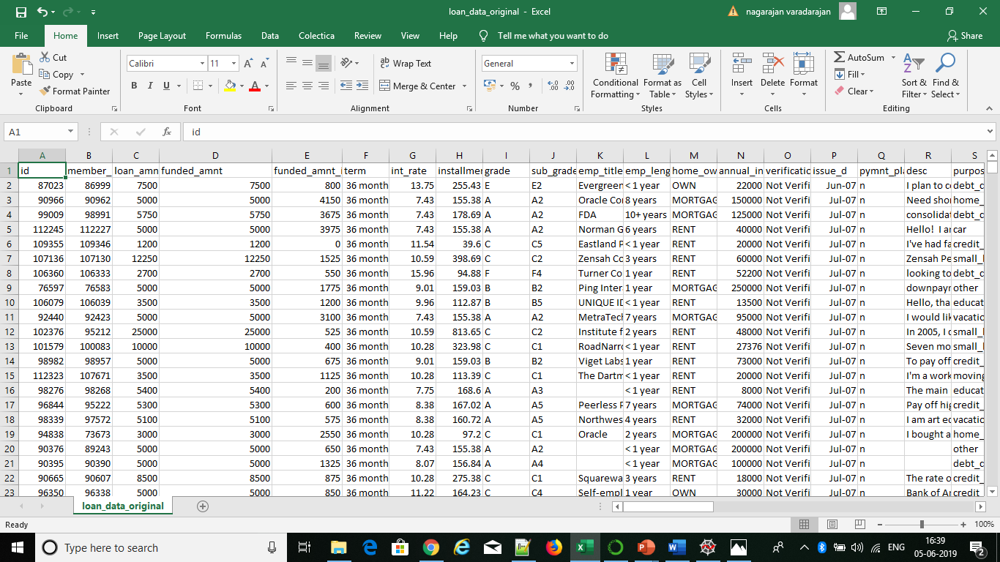 loan_data_original - Excel
nagarajan varadarajan
File Home Insert Page Layout Formulas Data Colectica Review View Help Tell me what you want to do Share
Paste Cut Copy Format Painter Clipboard
Calibri 11 B I U A Font
Wrap Text Merge & Center Alignment
General % , Number
Conditional Formatting Format as Table Cell Styles Styles
Insert Delete Format Cells
AutoSum Fill Clear Sort & Filter Find & Select Editing
A1 fx id
A B C D E F G H I J K L M N O P Q R S
1 id member_ loan_amn funded_amnt funded_amnt_i term int_rate installmer grade sub_grade emp_title emp_leng home_ow annual_in verificatio issue_d pymnt_pla desc purpos
2 87023 86999 7500 7500 800 36 month 13.75 255.43 E E2 Evergreen < 1 year OWN 22000 Not Verifi Jun-07 n I plan to c debt_c
3 90966 90962 5000 5000 4150 36 month 7.43 155.38 A A2 Oracle Co 8 years MORTGAG 150000 Not Verifi Jul-07 n Need sho home_
4 99009 98991 5750 5750 3675 36 month 7.43 178.69 A A2 FDA 10+ years MORTGAG 125000 Not Verifi Jul-07 n consolidat debt_c
5 112245 112227 5000 5000 3975 36 month 7.43 155.38 A A2 Norman G 6 years RENT 40000 Not Verifi Jul-07 n Hello! I ar car
6 109355 109346 1200 1200 0 36 month 11.54 39.6 C C5 Eastland P < 1 year RENT 20000 Not Verifi Jul-07 n I've had fa credit_
7 107136 107130 12250 12250 1525 36 month 10.59 398.69 C C2 Zensah Co 3 years RENT 60000 Not Verifi Jul-07 n Zensah Pe small_l
8 106360 106333 2700 2700 550 36 month 15.96 94.88 F F4 Turner Co 1 year RENT 52200 Not Verifi Jul-07 n looking to debt_c
9 76597 76583 5000 5000 1775 36 month 9.01 159.03 B B2 Ping Inter 1 year MORTGAG 250000 Not Verifi Jul-07 n downpayr other
10 106079 106039 3500 3500 1200 36 month 9.96 112.87 B B5 UNIQUE ID < 1 year RENT 13500 Not Verifi Jul-07 n Hello, tha educat
11 92440 92423 5000 5000 3100 36 month 7.43 155.38 A A2 MetraTech 7 years MORTGAG 95000 Not Verifi Jul-07 n I would lik vacatic
12 102376 95212 25000 25000 525 36 month 10.59 813.65 C C2 Institute f 2 years RENT 48000 Not Verifi Jul-07 n In 2005, I c small_l
13 101579 100083 10000 10000 400 36 month 10.28 323.98 C C1 RoadNarro < 1 year RENT 27376 Not Verifi Jul-07 n Seven mo small_l
14 98982 98957 5000 5000 675 36 month 9.01 159.03 B B2 Viget Labs 1 year RENT 73000 Not Verifi Jul-07 n To pay off credit_
15 112323 107671 3500 3500 1125 36 month 10.28 113.39 C C1 The Dartm < 1 year RENT 20000 Not Verifi Jul-07 n I'm a work moving
16 98276 98268 5400 5400 200 36 month 7.75 168.6 A A3 < 1 year RENT 8000 Not Verifi Jul-07 n The main educat
17 96844 95222 5300 5300 600 36 month 8.38 167.02 A A5 Peerless P 7 years MORTGAG 74000 Not Verifi Jul-07 n Pay off hig credit_
18 98339 97572 5100 5100 575 36 month 8.38 160.72 A A5 Northwes 4 years RENT 32000 Not Verifi Jul-07 n I am art ec vacatic
19 94838 73673 3000 3000 2550 36 month 10.28 97.2 C C1 Oracle 2 years MORTGAG 200000 Not Verifi Jul-07 n I bought a home_
20 90376 89243 5000 5000 650 36 month 7.43 155.38 A A2 < 1 year MORTGAG 200000 Not Verifi Jul-07 n other
21 90395 90390 5000 5000 1325 36 month 8.07 156.84 A A4 < 1 year MORTGAG 100000 Not Verifi Jul-07 n debt_c
22 90665 90607 8500 8500 875 36 month 10.28 275.38 C C1 Squarewa 3 years RENT 18000 Not Verifi Jul-07 n The rate o credit_
23 96350 96338 5000 5000 850 36 month 11.22 164.23 C C4 Self-empl 1 year OWN 30000 Not Verifi Jul-07 n Bank of Ar credit
loan_data_original
Ready 100%
Type here to search ENG 16:39
05-06-2019 2